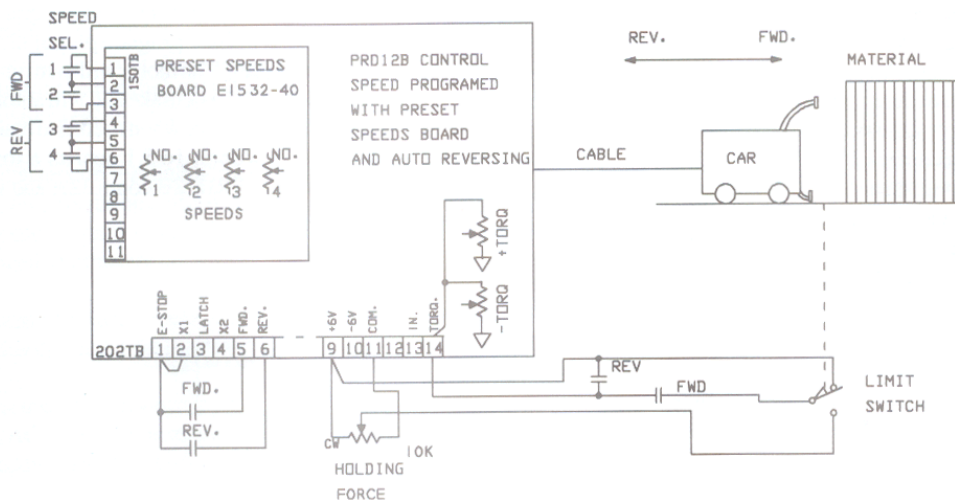 SPEED
SEL.
1
2
FWD
3
4
REV
150TB
1
2
3
4
5
6
7
8
9
10
11
PRESET SPEEDS
BOARD E1532-40
NO. NO. NO. NO.
1 2 3 4
SPEEDS
PRD12B CONTROL
SPEED PROGRAMED
WITH PRESET
SPEEDS BOARD
AND AUTO REVERSING
+TORQ
-TORQ
REV. FWD.
MATERIAL
CABLE
CAR
E-STOP X1 LATCH X2 FWD. REV. +6V -6V COM. IN. TORQ.
202TB 1 2 3 4 5 6 9 10 11 12 13 14
FWD.
REV.
CW
10K
HOLDING
FORCE
REV
FWD
LIMIT
SWITCH